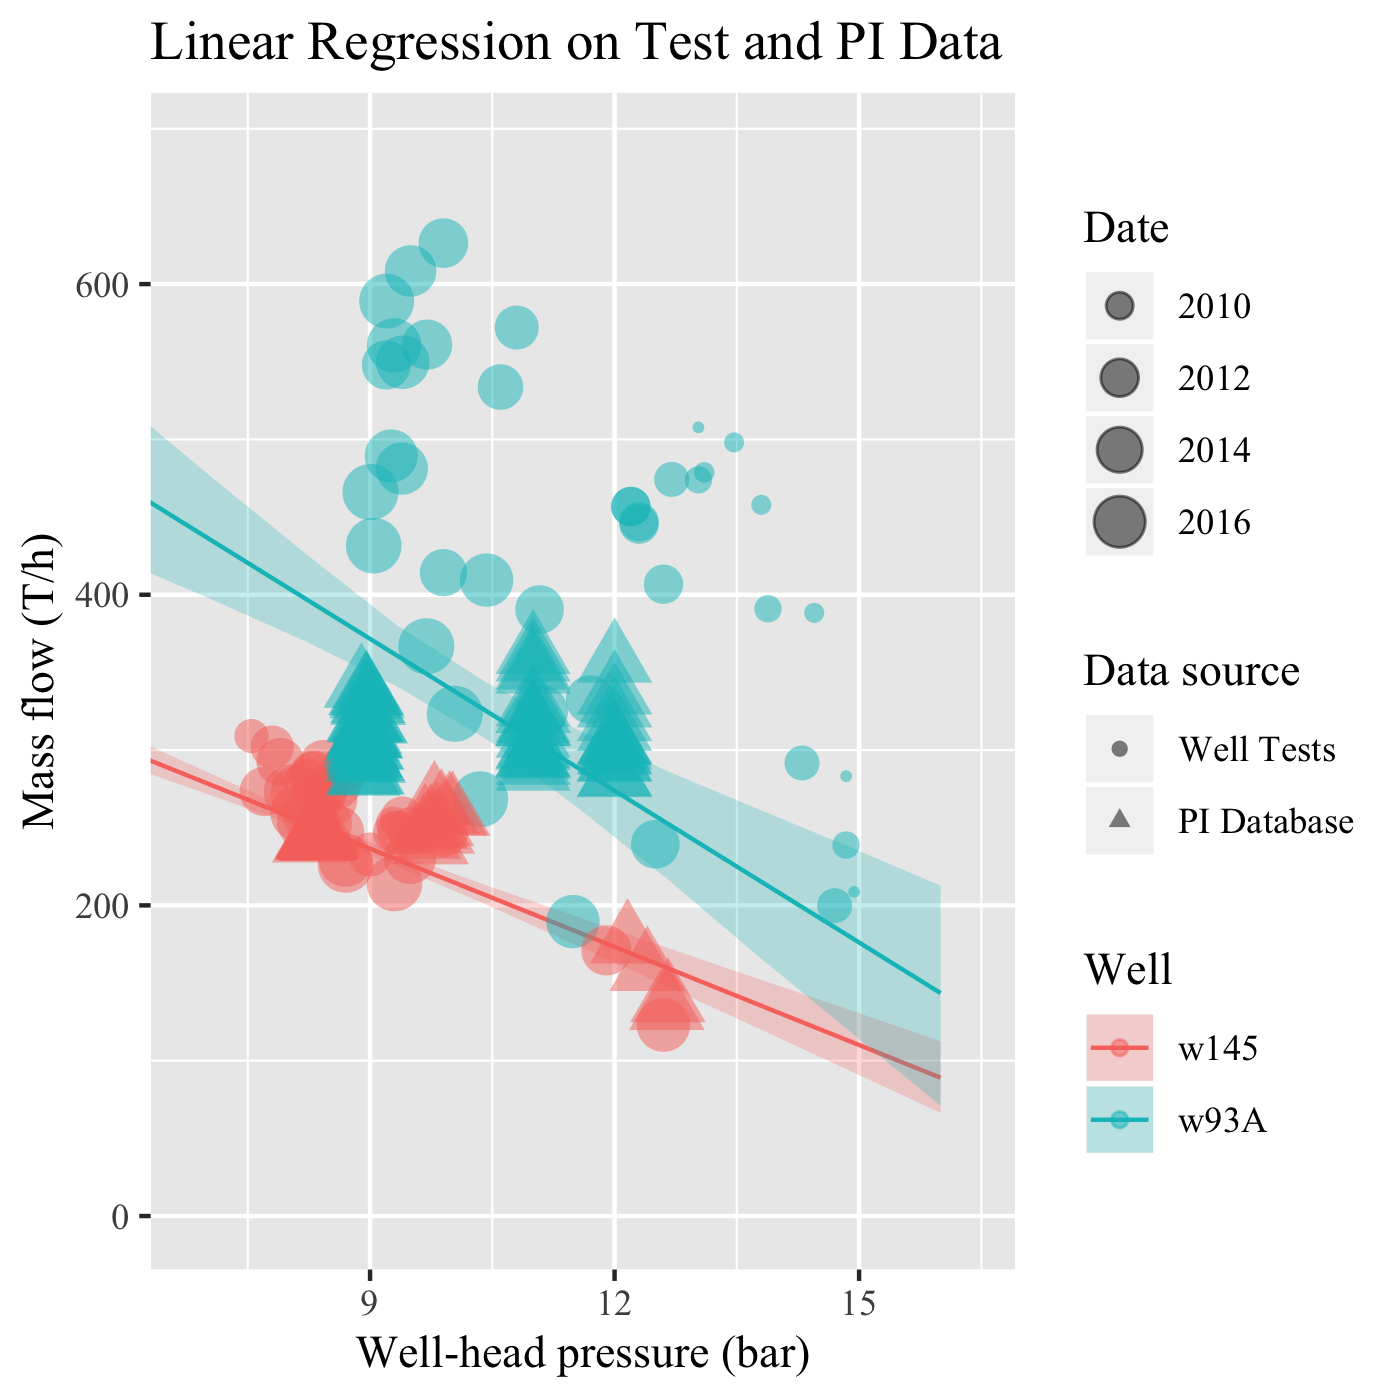 Linear Regression on Test and PI Data
Mass flow (T/h)
600
400
200
0
9
12
15
Well-head pressure (bar)
Date
2010
2012
2014
2016
Data source
Well Tests
PI Database
Well
w145
w93A